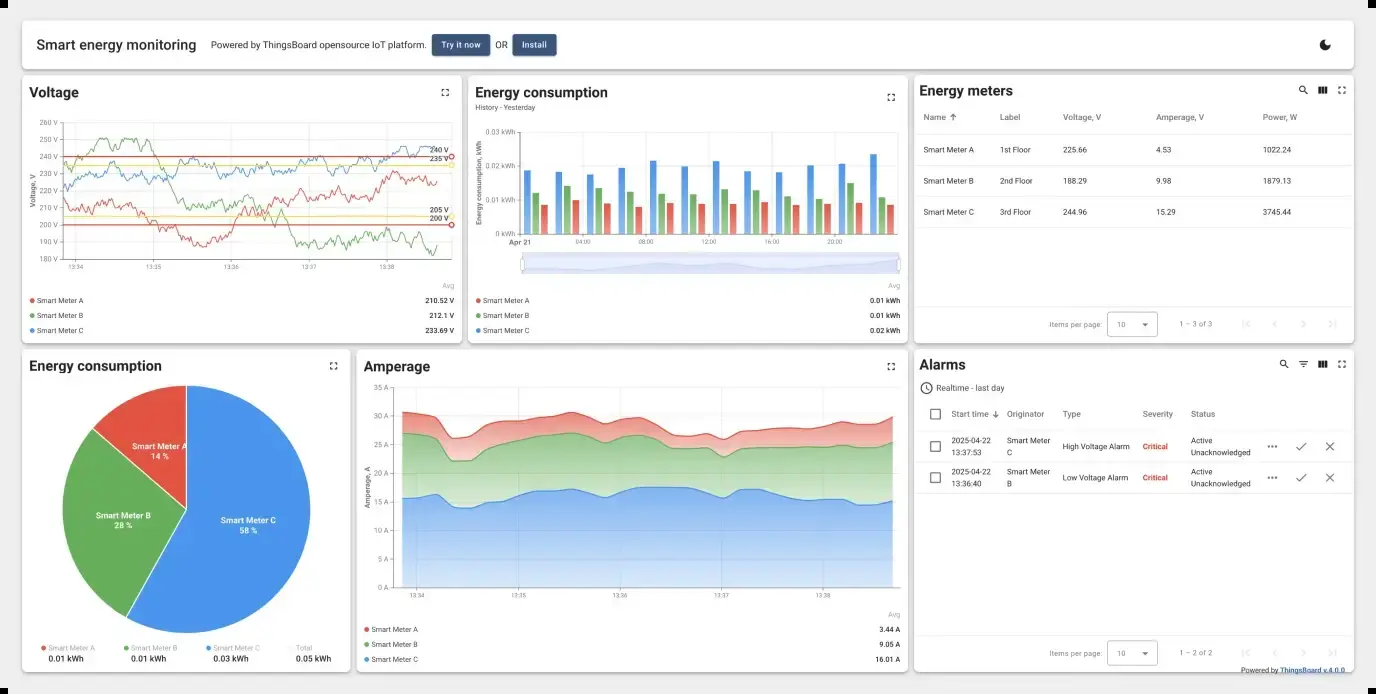 Smart energy monitoring Powered by ThingsBoard opensource IoT platform. Try it now OR Install
Voltage
260 V
250 V
240 V
230 V
220 V
210 V
200 V
190 V
180 V
Voltage, V
240 V
235 V
205 V
200 V
13:34 13:35 13:36 13:37 13:38
Avg
Smart Meter A 210.52 V
Smart Meter B 212.1 V
Smart Meter C 233.69 V
Energy consumption
History - Yesterday
0.03 kWh
0.02 kWh
0.01 kWh
0 kWh
Energy consumption, kWh
Apr 21 04:00 08:00 12:00 16:00 20:00
Avg
Smart Meter A 0.01 kWh
Smart Meter B 0.01 kWh
Smart Meter C 0.02 kWh
Energy meters
Name Label Voltage, V Amperage, V Power, W
Smart Meter A 1st Floor 225.66 4.53 1022.24
Smart Meter B 2nd Floor 188.29 9.98 1879.13
Smart Meter C 3rd Floor 244.96 15.29 3745.44
Items per page: 10 1 – 3 of 3
Energy consumption
Smart Meter A
14 %
Smart Meter B
28 %
Smart Meter C
58 %
Smart Meter A Smart Meter B Smart Meter C Total
0.01 kWh 0.01 kWh 0.03 kWh 0.05 kWh
Amperage
35 A
30 A
25 A
20 A
15 A
10 A
5 A
0 A
Amperage, A
13:34 13:35 13:36 13:37 13:38
Avg
Smart Meter A 3.44 A
Smart Meter B 9.05 A
Smart Meter C 16.01 A
Alarms
Realtime - last day
Start time Originator Type Severity Status
2025-04-22 13:37:53 Smart Meter C High Voltage Alarm Critical Active Unacknowledged
2025-04-22 13:36:40 Smart Meter B Low Voltage Alarm Critical Active Unacknowledged
Items per page: 10 1 – 2 of 2
Powered by ThingsBoard v.4.0.0